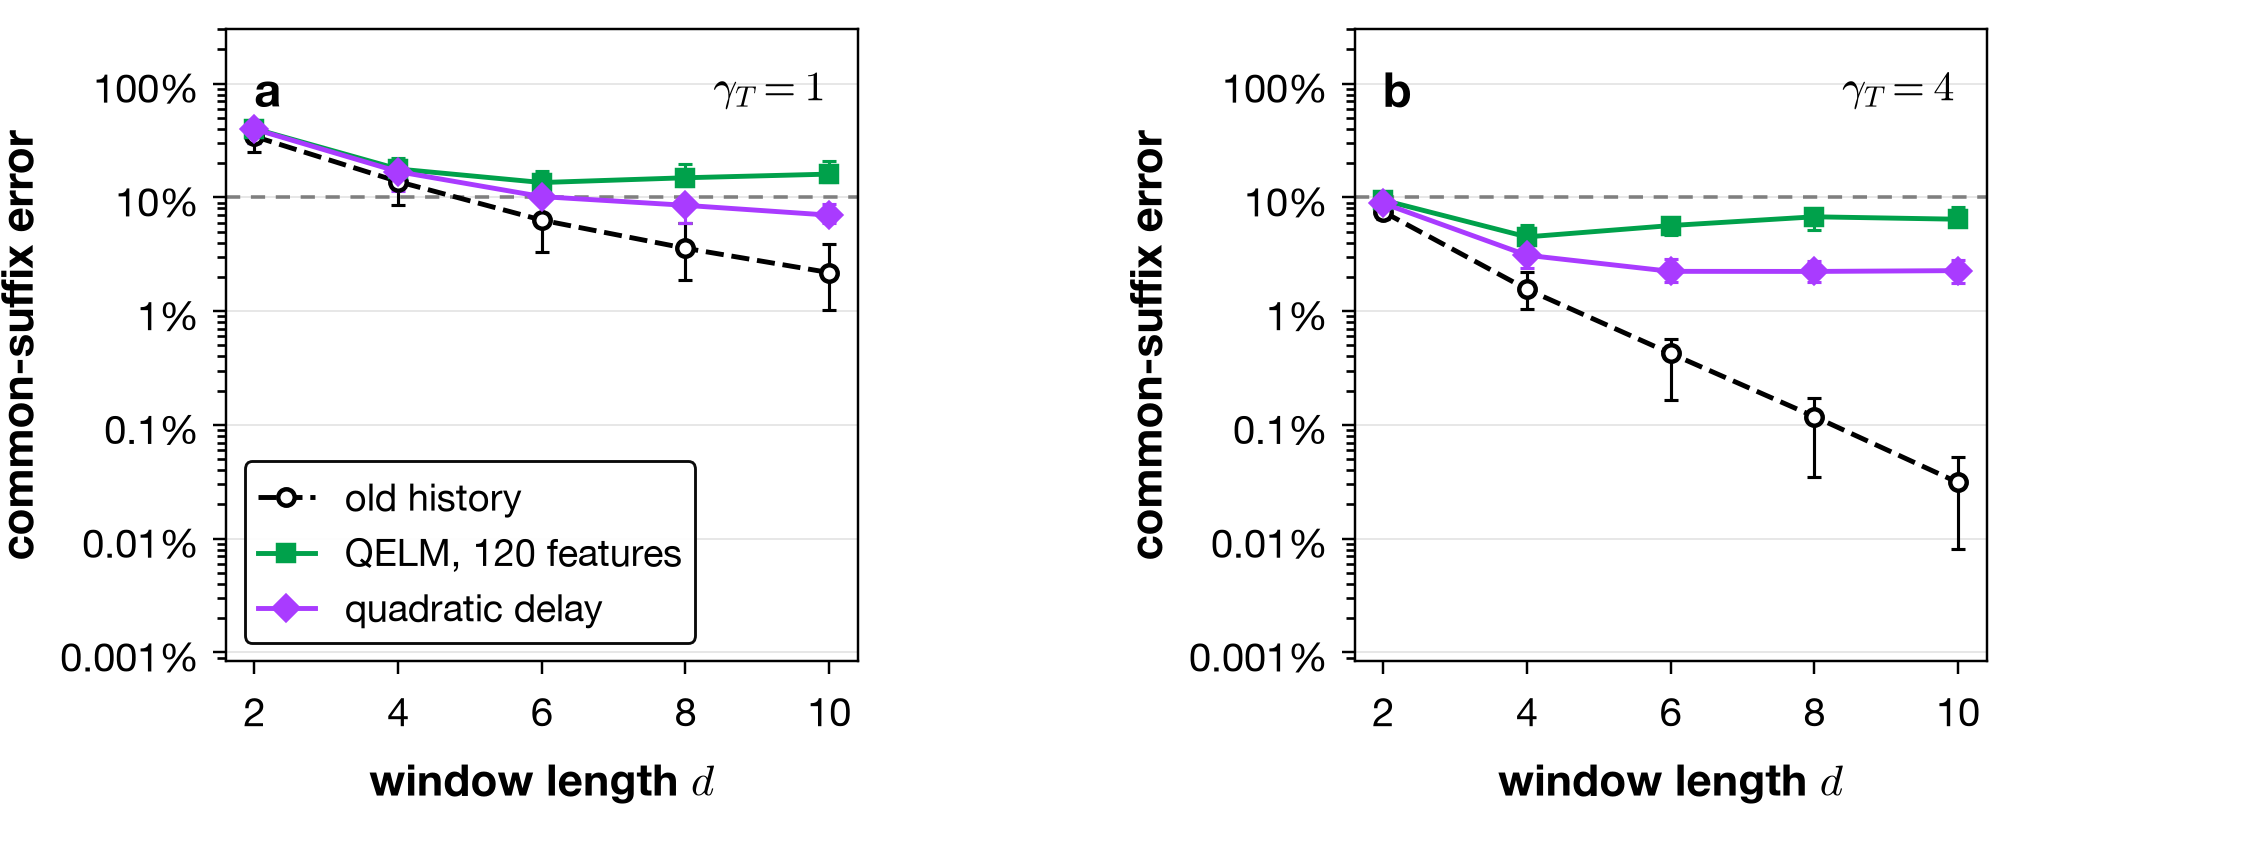 a
γ_T = 1
100%
10%
1%
0.1%
0.01%
0.001%
common-suffix error
old history
QELM, 120 features
quadratic delay
2 4 6 8 10
window length d
b
γ_T = 4
100%
10%
1%
0.1%
0.01%
0.001%
common-suffix error
2 4 6 8 10
window length d